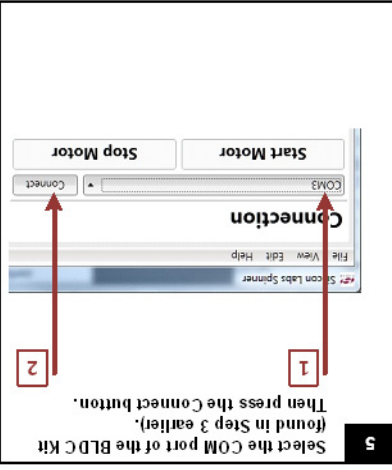 5
Select the COM port of the BLDC Kit
(found in Step 3 earlier).
Then press the Connect button.
1
2
Silicon Labs Spinner
File View Edit Help
Connection
COM3
Connect
Start Motor
Stop Motor